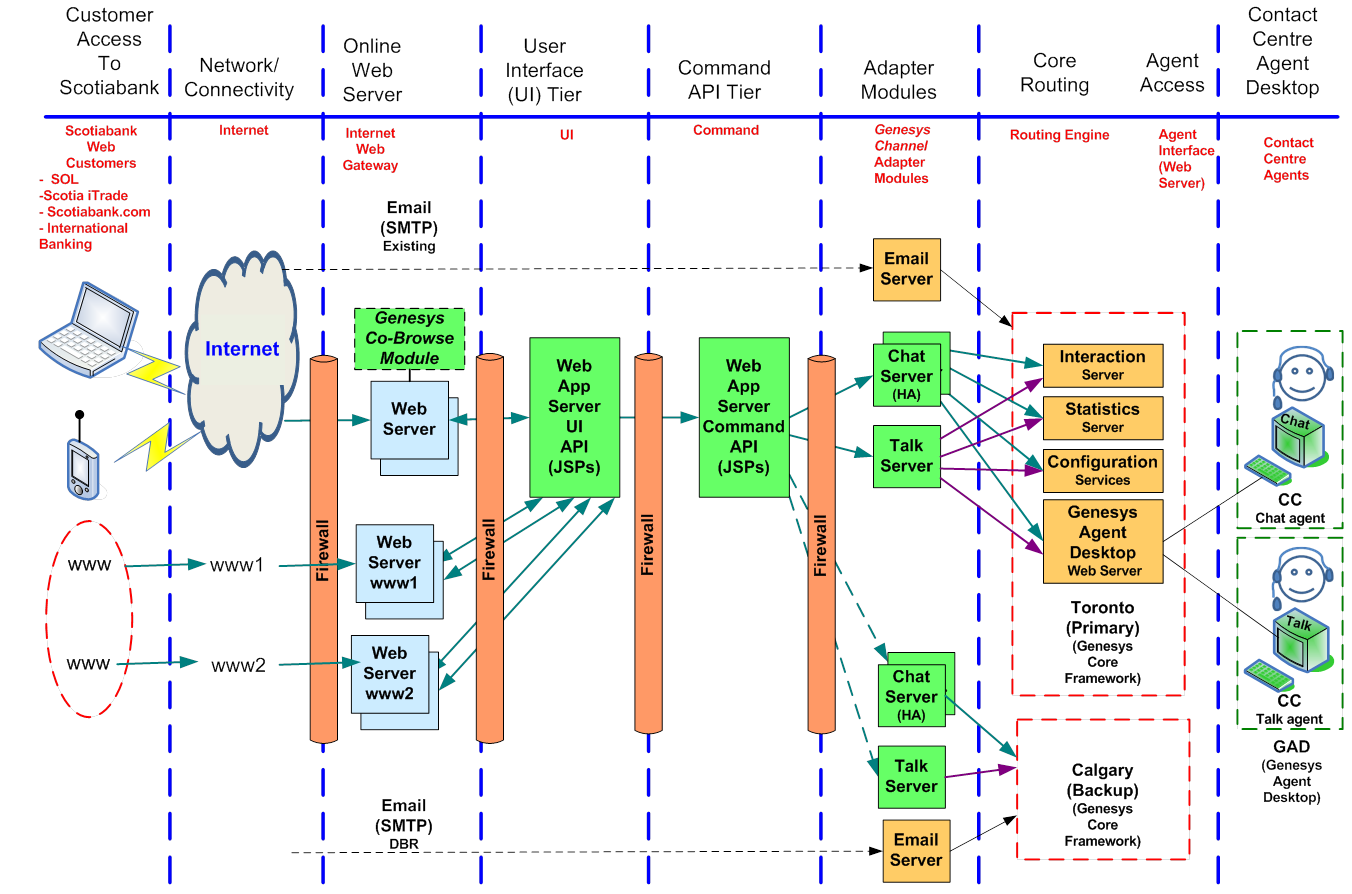 Customer
Access
To
Scotiabank
Network/
Connectivity
Online
Web
Server
User
Interface
(UI) Tier
Command
API Tier
Adapter
Modules
Core
Routing
Agent
Access
Contact
Centre
Agent
Desktop
Scotiabank
Web
Customers
- SOL
-Scotia iTrade
- Scotiabank.com
- International
Banking
Internet
Internet
Web
Gateway
UI
Command
Genesys
Channel
Adapter
Modules
Routing Engine
Agent
Interface
(Web
Server)
Contact
Centre
Agents
Email
(SMTP)
Existing
Email
Server
Internet
Genesys
Co-Browse
Module
Web
Server
Web
App
Server
UI
API
(JSPs)
Web
App
Server
Command
API
(JSPs)
Chat
Server
(HA)
Talk
Server
Interaction
Server
Statistics
Server
Configuration
Services
Genesys
Agent
Desktop
Web Server
Toronto
(Primary)
(Genesys
Core
Framework)
Chat
CC
Chat agent
Talk
CC
Talk agent
GAD
(Genesys
Agent
Desktop)
Firewall
Firewall
Firewall
Firewall
www
www1
Web
Server
www1
www
www2
Web
Server
www2
Chat
Server
(HA)
Talk
Server
Calgary
(Backup)
(Genesys
Core
Framework)
Email
(SMTP)
DBR
Email
Server